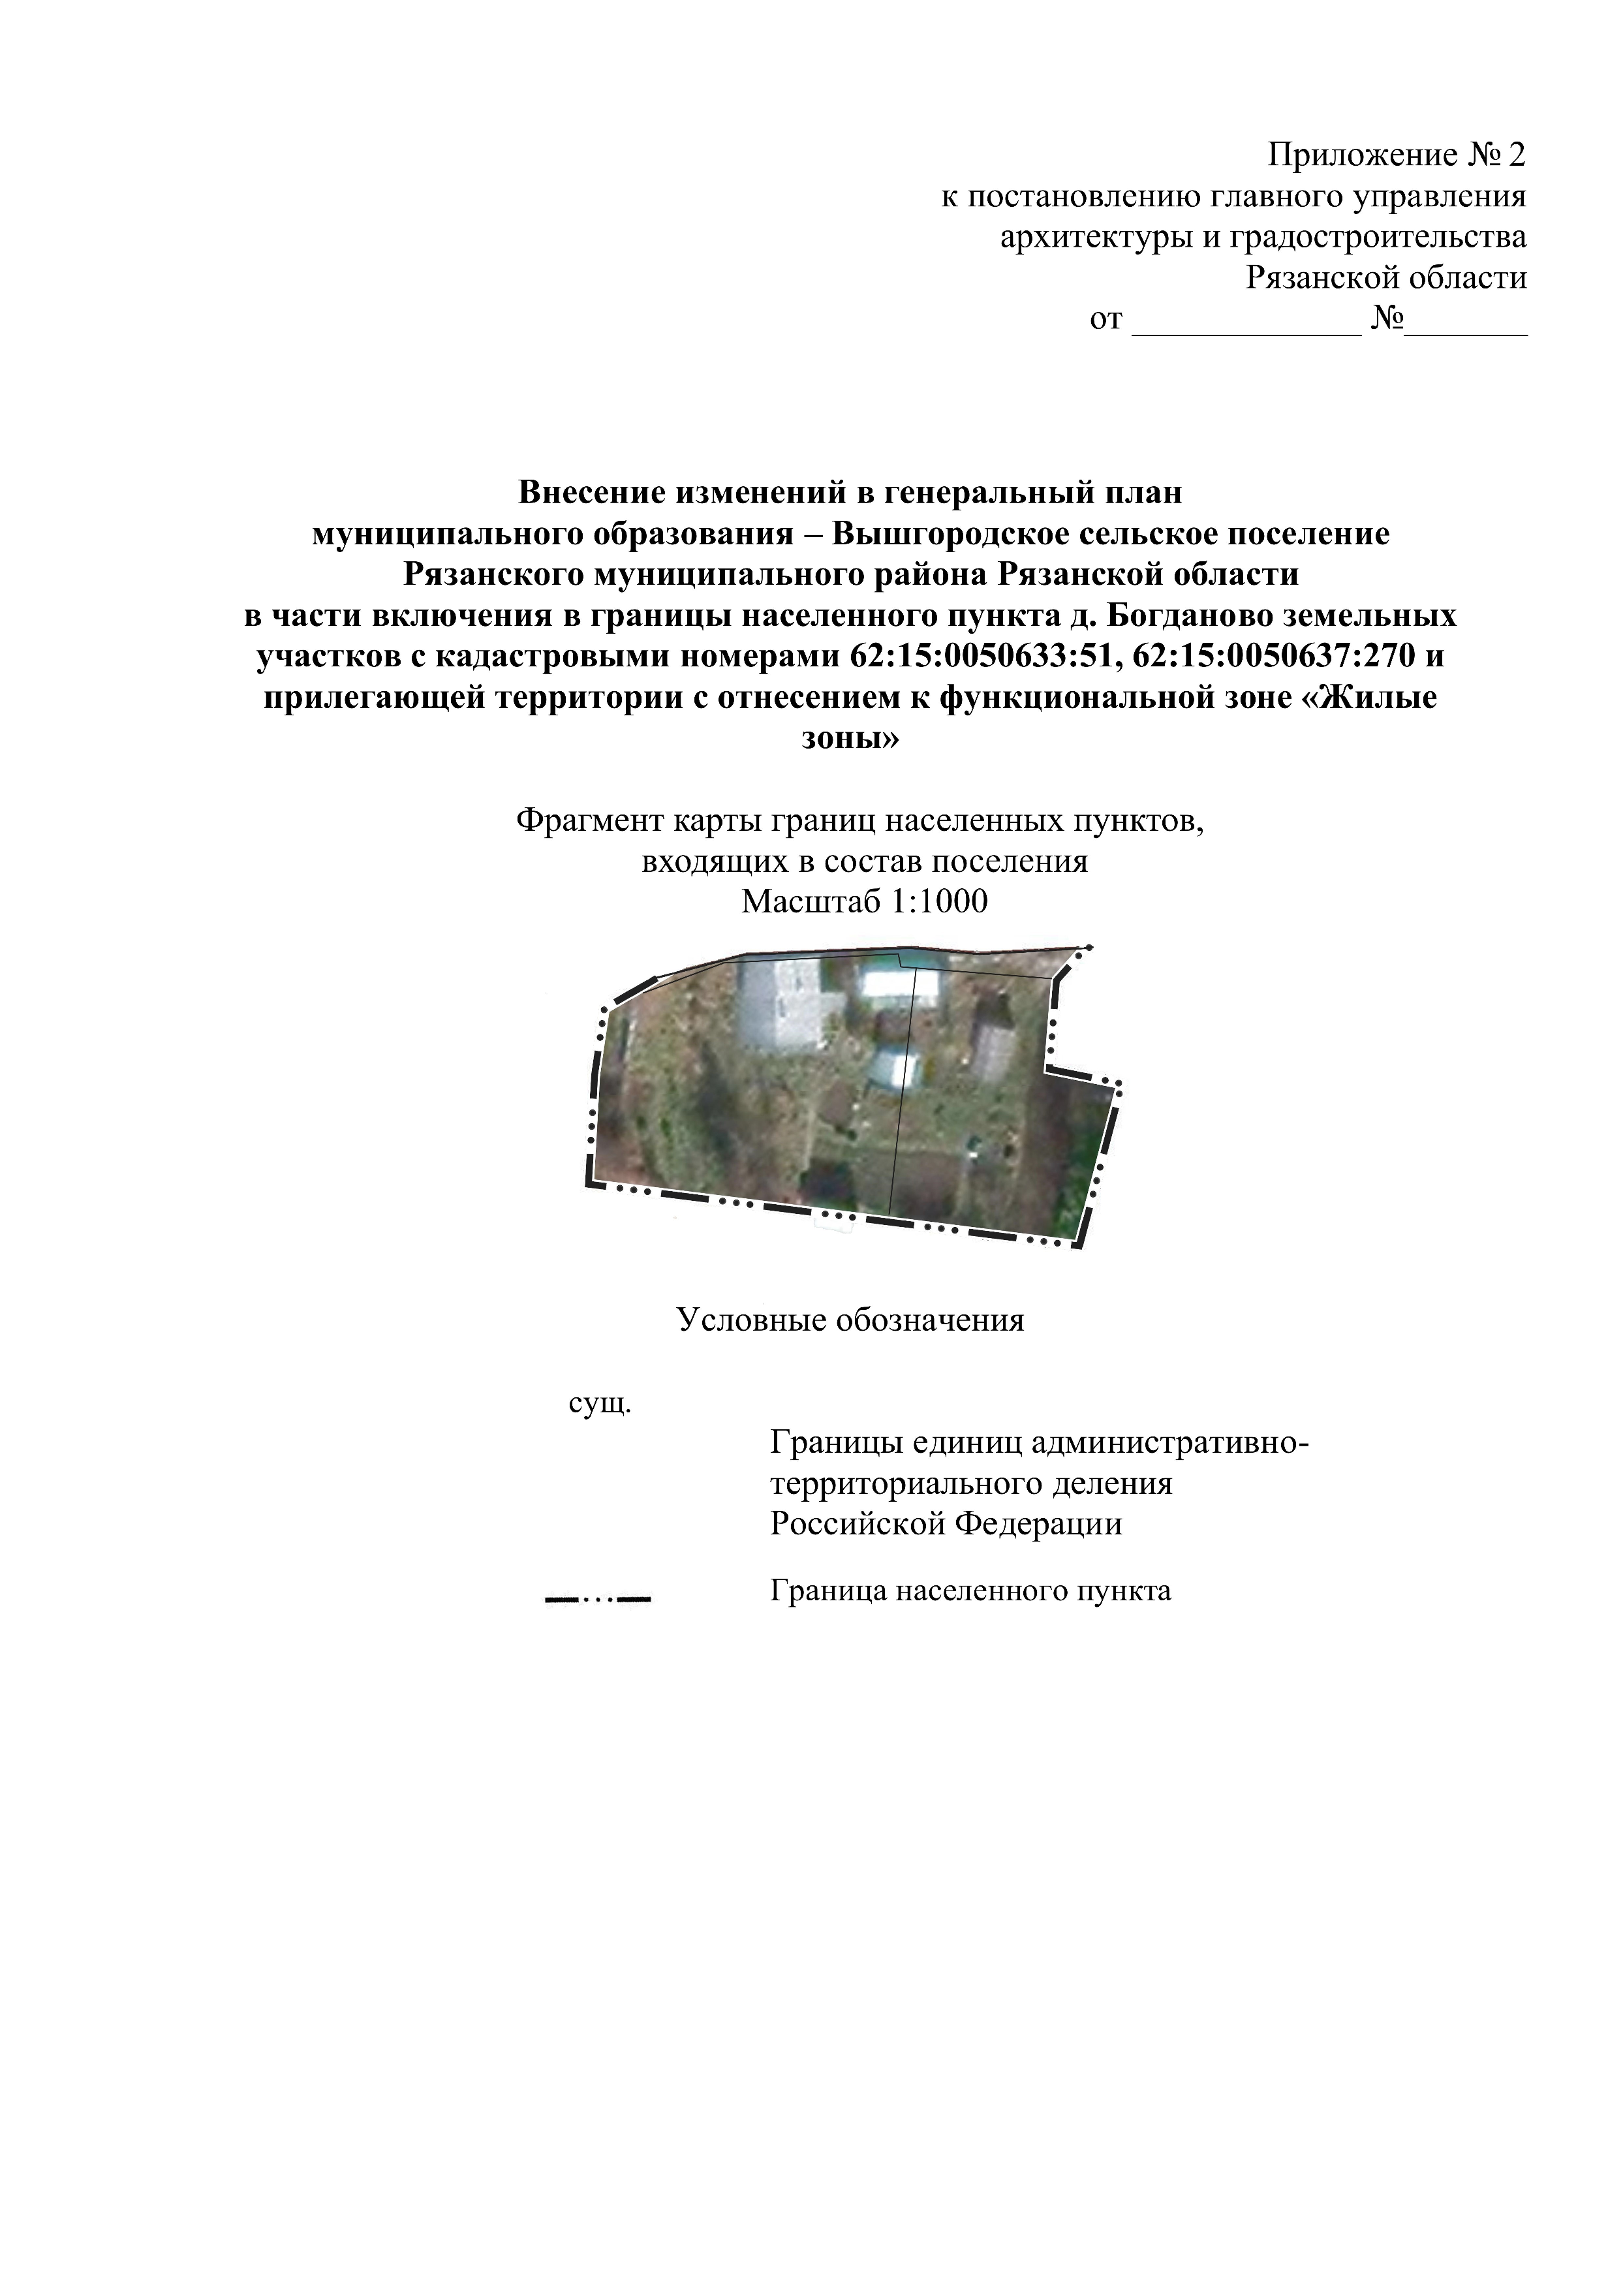 Приложение № 2
к постановлению главного управления
архитектуры и градостроительства
Рязанской области
от _____________ №_______
Внесение изменений в генеральный план
муниципального образования – Вышгородское сельское поселение
Рязанского муниципального района Рязанской области
в части включения в границы населенного пункта д. Богданово земельных
участков с кадастровыми номерами 62:15:0050633:51, 62:15:0050637:270 и
прилегающей территории с отнесением к функциональной зоне «Жилые
зоны»
Фрагмент карты границ населенных пунктов,
входящих в состав поселения
Масштаб 1:1000
Условные обозначения
сущ.
Границы единиц административно-
территориального деления
Российской Федерации
Граница населенного пункта